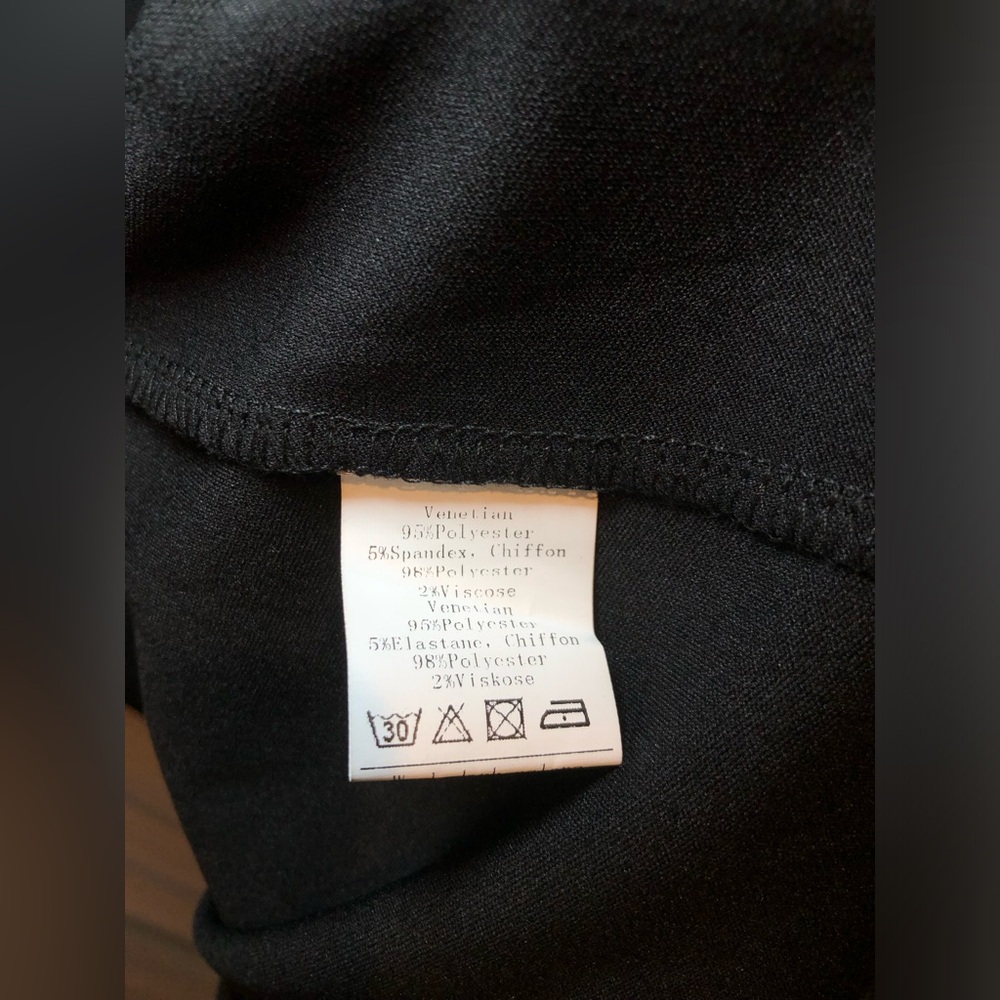 Venetian
95%Polyester
5%Spandex, Chiffon
98%Polyester
2%Viscose
Venetian
95%Polyester
5%Elastane, Chiffon
98%Polyester
2%Viskose
30